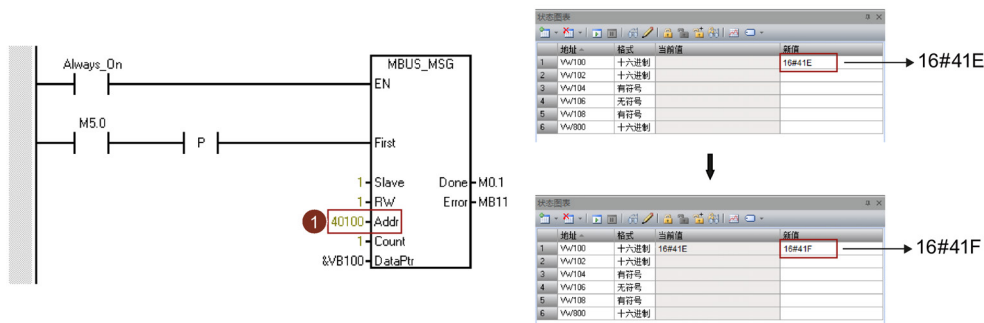 Always_On
MBUS_MSG
EN
M5.0
P
First
1 Slave Done M0.1
1 RW Error MB11
1 40100 Addr
1 Count
&VB100 DataPtr
状态图表
地址 格式 当前值 新值
1 VW100 十六进制 16#41E
2 VW102 十六进制
3 VW104 有符号
4 VW106 无符号
5 VW108 有符号
6 VW800 十六进制
16#41E
状态图表
地址 格式 当前值 新值
1 VW100 十六进制 16#41E 16#41F
2 VW102 十六进制
3 VW104 有符号
4 VW106 无符号
5 VW108 有符号
6 VW800 十六进制
16#41F